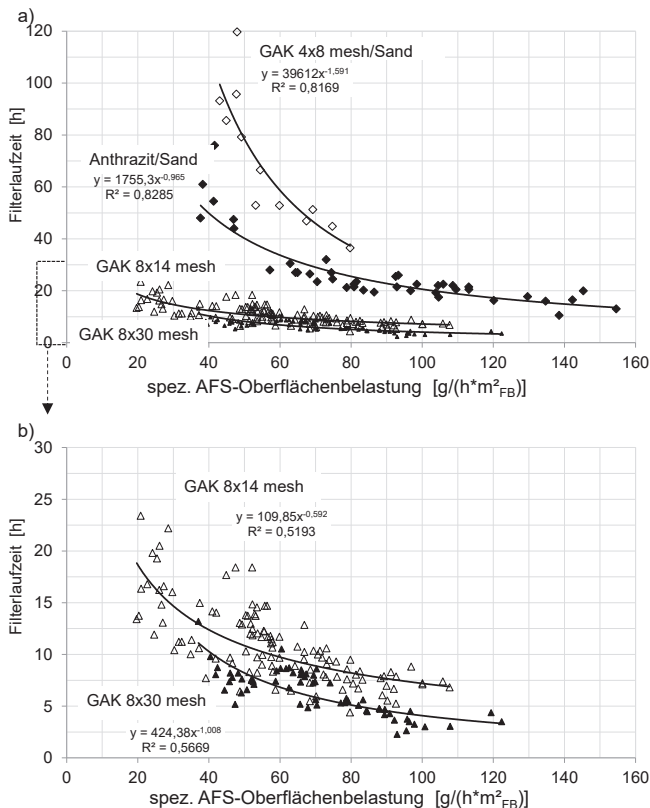 a)
120
100
80
60
40
20
0
Filterlaufzeit [h]
GAK 4x8 mesh/Sand
y = 39612x-1,591
R² = 0,8169
Anthrazit/Sand
y = 1755,3x-0,965
R² = 0,8285
GAK 8x14 mesh
GAK 8x30 mesh
0 20 40 60 80 100 120 140 160
spez. AFS-Oberflächenbelastung [g/(h*m²FB)]
b)
30
25
20
15
10
5
0
Filterlaufzeit [h]
GAK 8x14 mesh
y = 109,85x-0,592
R² = 0,5193
GAK 8x30 mesh
y = 424,38x-1,008
R² = 0,5669
0 20 40 60 80 100 120 140 160
spez. AFS-Oberflächenbelastung [g/(h*m²FB)]